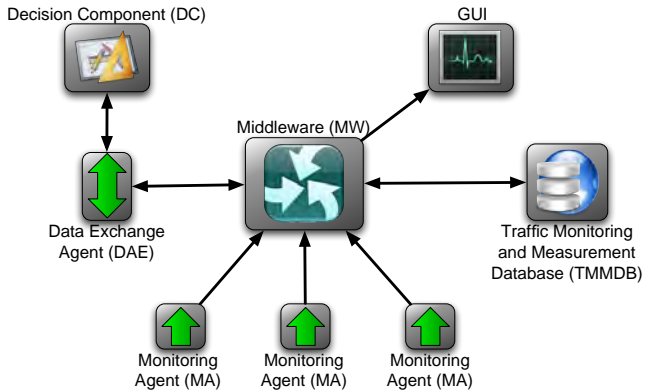 Decision Component (DC)
GUI
Middleware (MW)
Data Exchange
Agent (DAE)
Traffic Monitoring
and Measurement
Database (TMMDB)
Monitoring
Agent (MA)
Monitoring
Agent (MA)
Monitoring
Agent (MA)